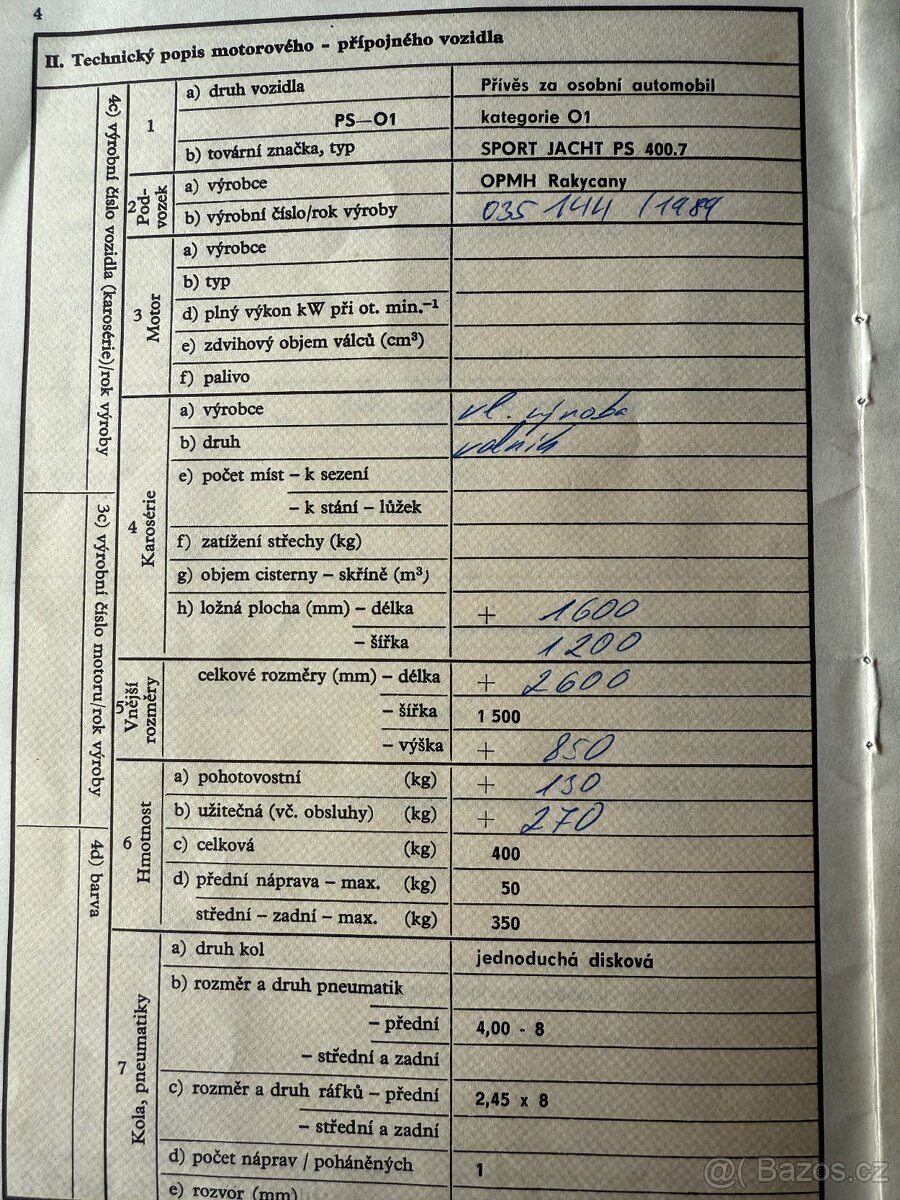 4
II. Technický popis motorového – přípojného vozidla
4c) výrobní číslo vozidla (karosérie)/rok výroby
3c) výrobní číslo motoru/rok výroby
4d) barva
1
a) druh vozidla Přívěs za osobní automobil
PS—O1 kategorie O1
b) tovární značka, typ SPORT JACHT PS 400.7
2 Pod-
vozek
a) výrobce OPMH Rakycany
b) výrobní číslo/rok výroby 035 144 /1989
3 Motor
a) výrobce
b) typ
d) plný výkon kW při ot. min.⁻¹
e) zdvihový objem válců (cm³)
f) palivo
4 Karosérie
a) výrobce vl. výroba
b) druh
e) počet míst – k sezení
– k stání – lůžek
f) zatížení střechy (kg)
g) objem cisterny – skříně (m³)
h) ložná plocha (mm) – délka + 1600
– šířka 1200
5 Vnější
rozměry
celkové rozměry (mm) – délka + 2600
– šířka 1 500
– výška + 850
6 Hmotnost
a) pohotovostní (kg) + 130
b) užitečná (vč. obsluhy) (kg) + 270
c) celková (kg) 400
d) přední náprava – max. (kg) 50
střední – zadní – max. (kg) 350
7 Kola, pneumatiky
a) druh kol jednoduchá disková
b) rozměr a druh pneumatik
– přední 4,00 - 8
– střední a zadní
c) rozměr a druh ráfků – přední 2,45 x 8
– střední a zadní
d) počet náprav / poháněných 1
e) rozvor (mm)
@( Bazos.cz